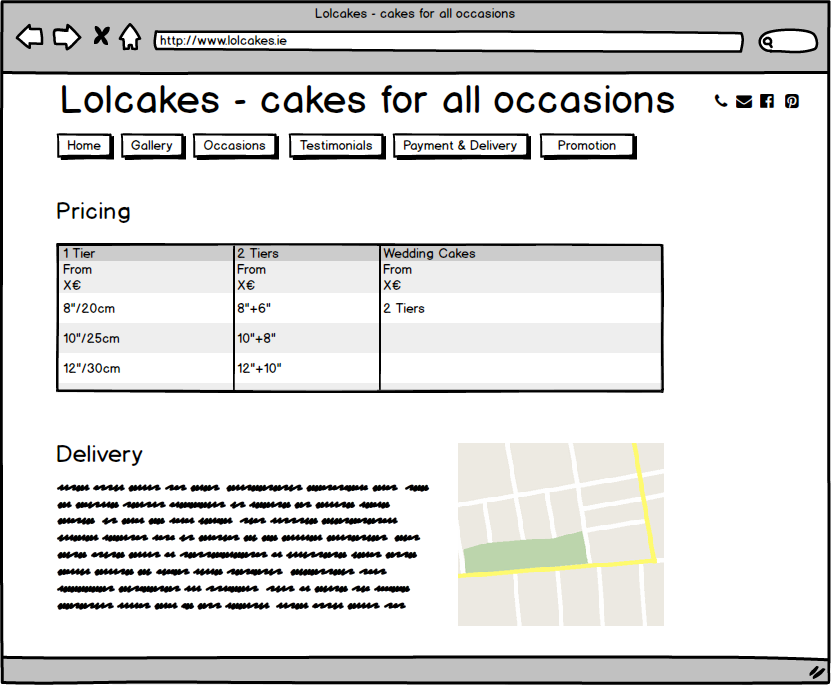 Lolcakes - cakes for all occasions
http://www.lolcakes.ie
Lolcakes - cakes for all occasions
Home Gallery Occasions Testimonials Payment & Delivery Promotion
Pricing
1 Tier 2 Tiers Wedding Cakes
From From From
X€ X€ X€
8"/20cm 8"+6" 2 Tiers
10"/25cm 10"+8"
12"/30cm 12"+10"
Delivery